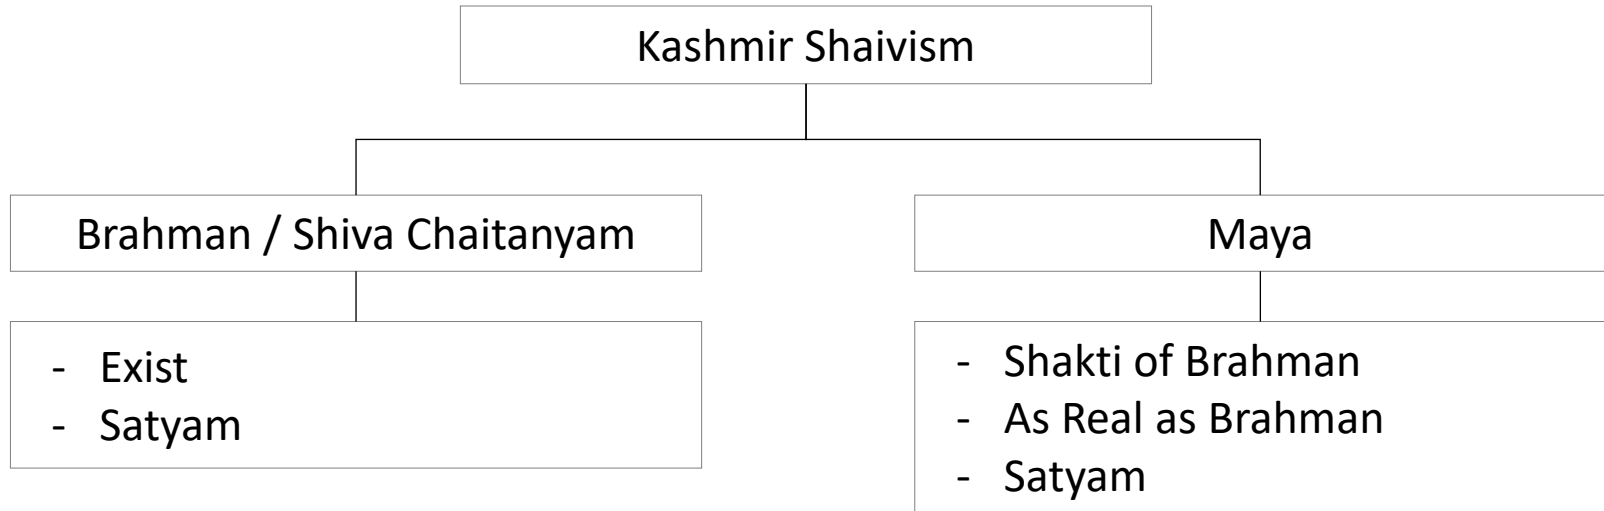 Kashmir Shaivism
Brahman / Shiva Chaitanyam
Maya
- Exist
- Satyam
- Shakti of Brahman
- As Real as Brahman
- Satyam